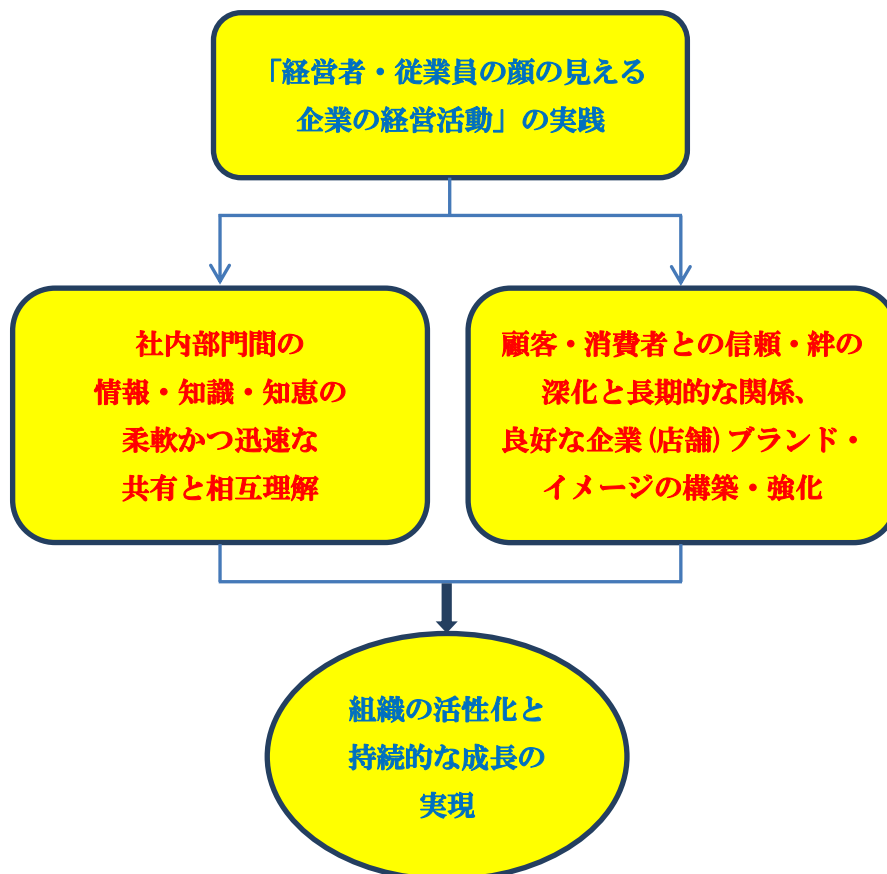 「経営者・従業員の顔の見える
企業の経営活動」の実践
社内部門間の
情報・知識・知恵の
柔軟かつ迅速な
共有と相互理解
顧客・消費者との信頼・絆の
深化と長期的な関係、
良好な企業(店舗)ブランド・
イメージの構築・強化
組織の活性化と
持続的な成長の
実現